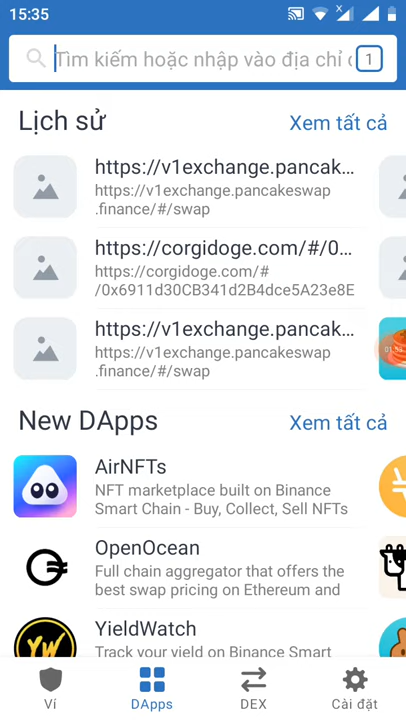 15:35
Tìm kiếm hoặc nhập vào địa chỉ
1
Lịch sử
Xem tất cả
https://v1exchange.pancak...
https://v1exchange.pancakeswap
.finance/#/swap
https://corgidoge.com/#/0...
https://corgidoge.com/#
/0x6911d30CB341d2B4dce5A23e8E
https://v1exchange.pancak...
https://v1exchange.pancakeswap
.finance/#/swap
01:53
New DApps
Xem tất cả
AirNFTs
NFT marketplace built on Binance
Smart Chain - Buy, Collect, Sell NFTs
OpenOcean
Full chain aggregator that offers the
best swap pricing on Ethereum and
YieldWatch
YW
Track your yield on Binance Smart
Ví
DApps
DEX
Cài đặt